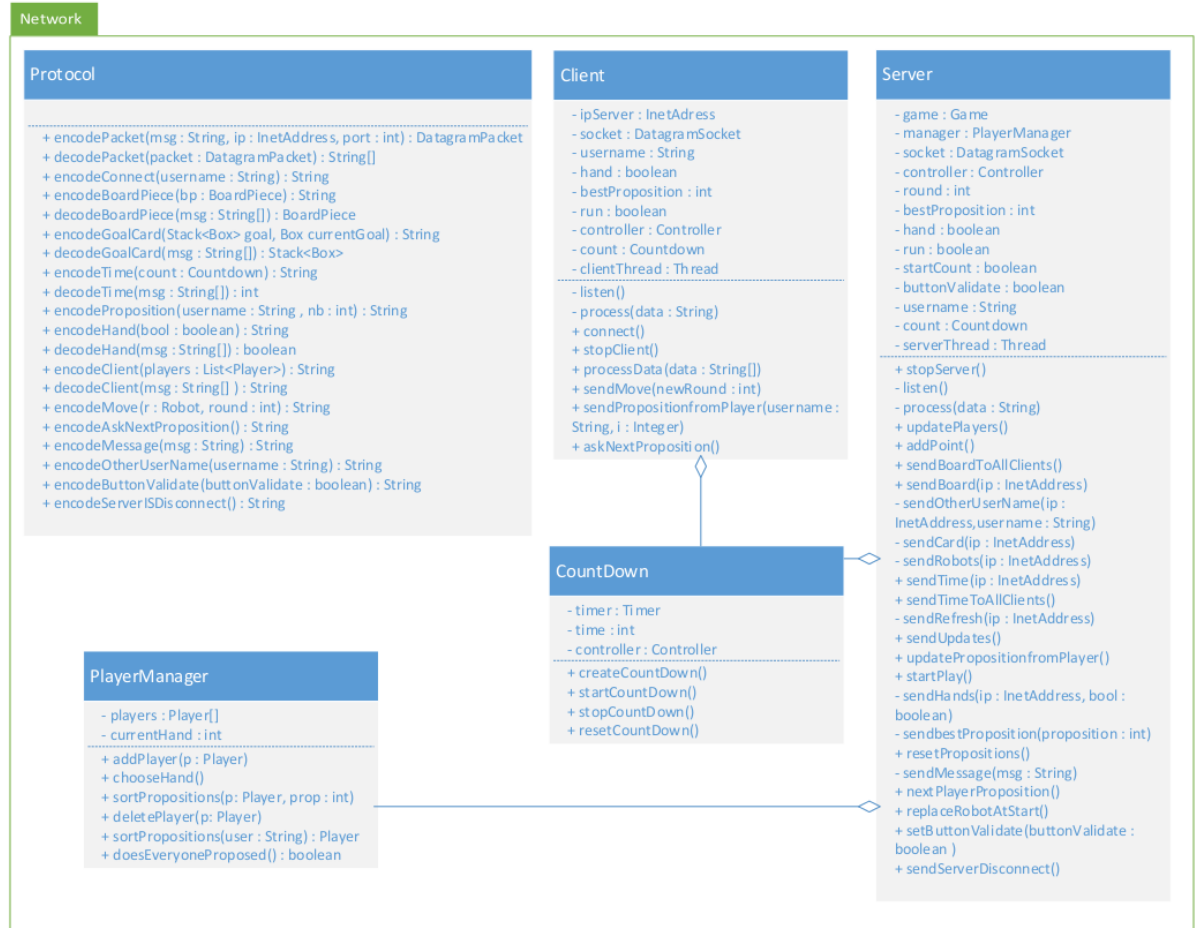 Network
Protocol
+ encodePacket(msg : String, ip : InetAddress, port : int) : DatagramPacket
+ decodePacket(packet : DatagramPacket) : String[]
+ encodeConnect(username : String) : String
+ encodeBoardPiece(bp : BoardPiece) : String
+ decodeBoardPiece(msg : String[]) : BoardPiece
+ encodeGoalCard(Stack<Box> goal, Box currentGoal) : String
+ decodeGoalCard(msg : String[]) : Stack<Box>
+ encodeTime(count : Countdown) : String
+ decodeTime(msg : String[]) : int
+ encodeProposition(username : String , nb : int) : String
+ encodeHand(bool : boolean) : String
+ decodeHand(msg : String[]) : boolean
+ encodeClient(players : List<Player>) : String
+ decodeClient(msg : String[] ) : String
+ encodeMove(r : Robot, round : int) : String
+ encodeAskNextProposition() : String
+ encodeMessage(msg : String) : String
+ encodeOtherUserName(username : String) : String
+ encodeButtonValidate(buttonValidate : boolean) : String
+ encodeServerISDisconnect() : String
Client
- ipServer : InetAdress
- socket : DatagramSocket
- username : String
- hand : boolean
- bestProposition : int
- run : boolean
- controller : Controller
- count : Countdown
- clientThread : Thread
- listen()
- process(data : String)
+ connect()
+ stopClient()
+ processData(data : String[])
+ sendMove(newRound : int)
+ sendPropositionfromPlayer(username :
String, i : Integer)
+ askNextProposition()
Server
- game : Game
- manager : PlayerManager
- socket : DatagramSocket
- controller : Controller
- round : int
- bestProposition : int
- hand : boolean
- run : boolean
- startCount : boolean
- buttonValidate : boolean
- username : String
- count : Countdown
- serverThread : Thread
+ stopServer()
- listen()
- process(data : String)
+ updatePlayers()
+ addPoint()
+ sendBoardToAllClients()
+ sendBoard(ip : InetAddress)
- sendOtherUserName(ip :
InetAddress,username : String)
- sendCard(ip : InetAddress)
- sendRobots(ip : InetAddress)
+ sendTime(ip : InetAddress)
+ sendTimeToAllClients()
- sendRefresh(ip : InetAddress)
+ sendUpdates()
+ updatePropositionfromPlayer()
+ startPlay()
- sendHands(ip : InetAddress, bool :
boolean)
- sendbestProposition(proposition : int)
+ resetPropositions()
- sendMessage(msg : String)
+ nextPlayerProposition()
+ replaceRobotAtStart()
+ setButtonValidate(buttonValidate :
boolean )
+ sendServerDisconnect()
CountDown
- timer : Timer
- time : int
- controller : Controller
+ createCountDown()
+ startCountDown()
+ stopCountDown()
+ resetCountDown()
PlayerManager
- players : Player[]
- currentHand : int
+ addPlayer(p : Player)
+ chooseHand()
+ sortPropositions(p: Player, prop : int)
+ deletePlayer(p: Player)
+ sortPropositions(user : String) : Player
+ doesEveryoneProposed() : boolean